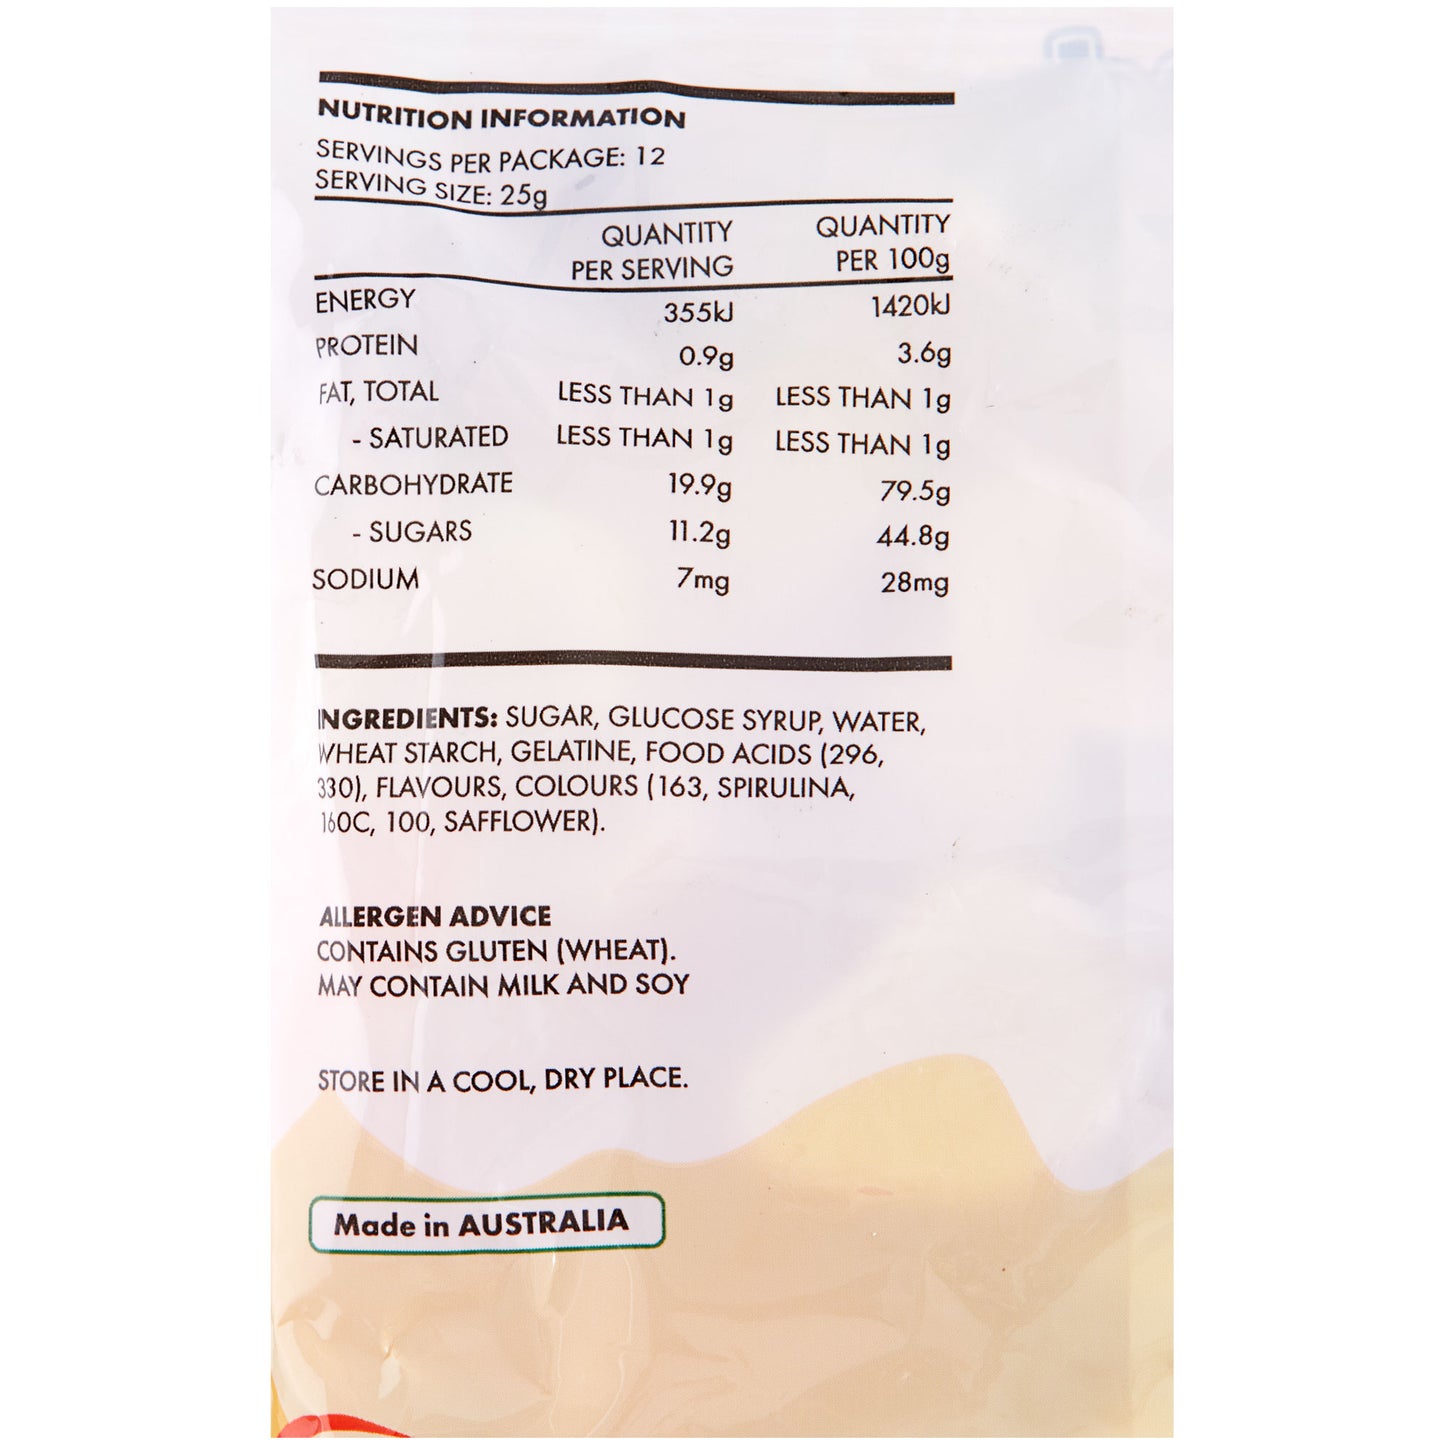 NUTRITION INFORMATION
SERVINGS PER PACKAGE: 12
SERVING SIZE: 25g
QUANTITY PER SERVING QUANTITY PER 100g
ENERGY 355kJ 1420kJ
PROTEIN 0.9g 3.6g
FAT, TOTAL LESS THAN 1g LESS THAN 1g
- SATURATED LESS THAN 1g LESS THAN 1g
CARBOHYDRATE 19.9g 79.5g
- SUGARS 11.2g 44.8g
SODIUM 7mg 28mg
INGREDIENTS: SUGAR, GLUCOSE SYRUP, WATER,
WHEAT STARCH, GELATINE, FOOD ACIDS (296,
330), FLAVOURS, COLOURS (163, SPIRULINA,
160C, 100, SAFFLOWER).
ALLERGEN ADVICE
CONTAINS GLUTEN (WHEAT).
MAY CONTAIN MILK AND SOY
STORE IN A COOL, DRY PLACE.
Made in AUSTRALIA